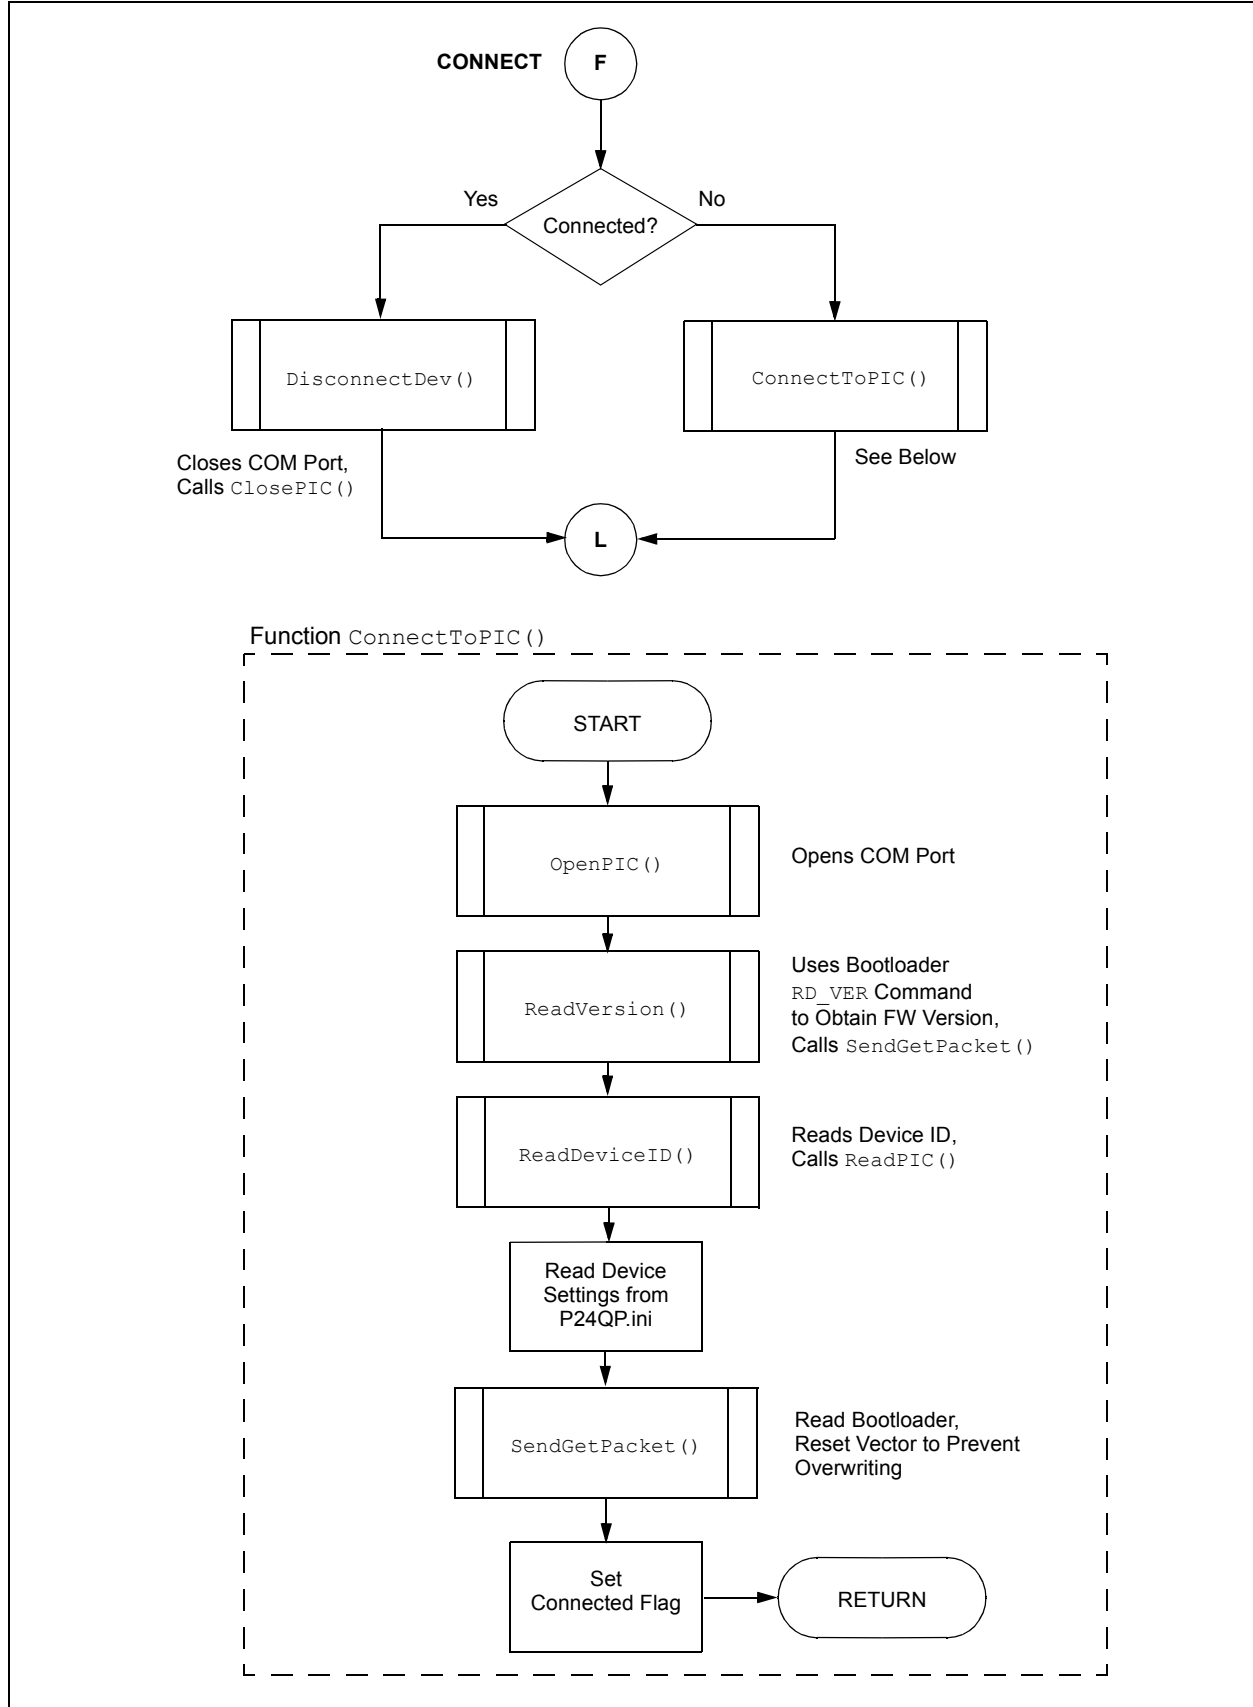 CONNECT
F
Yes
No
Connected?
DisconnectDev()
ConnectToPIC()
Closes COM Port,
Calls ClosePIC()
See Below
L
Function ConnectToPIC()
START
OpenPIC()
Opens COM Port
ReadVersion()
Uses Bootloader
RD_VER Command
to Obtain FW Version,
Calls SendGetPacket()
ReadDeviceID()
Reads Device ID,
Calls ReadPIC()
Read Device
Settings from
P24QP.ini
SendGetPacket()
Read Bootloader,
Reset Vector to Prevent
Overwriting
Set
Connected Flag
RETURN